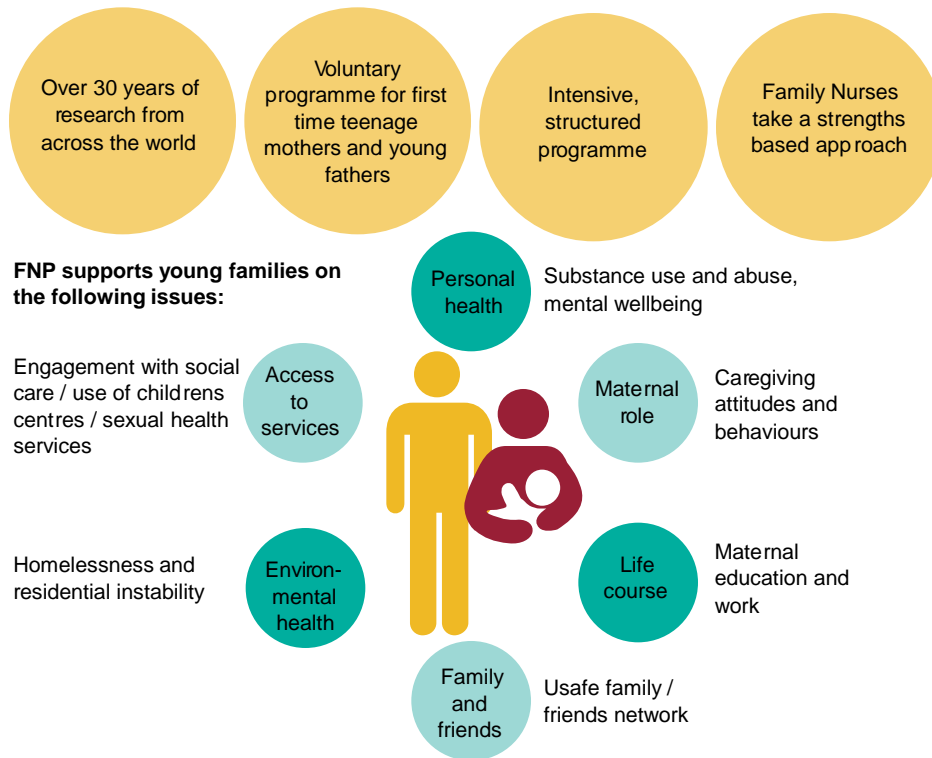 Over 30 years of
research from
across the world
Voluntary
programme for first
time teenage
mothers and young
fathers
Intensive,
structured
programme
Family Nurses
take a strengths
based approach
FNP supports young families on
the following issues:
Personal
health
Substance use and abuse,
mental wellbeing
Engagement with social
care / use of childrens
centres / sexual health
services
Access
to
services
Maternal
role
Caregiving
attitudes and
behaviours
Homelessness and
residential instability
Environ-
mental
health
Life
course
Maternal
education and
work
Family
and
friends
Usafe family /
friends network